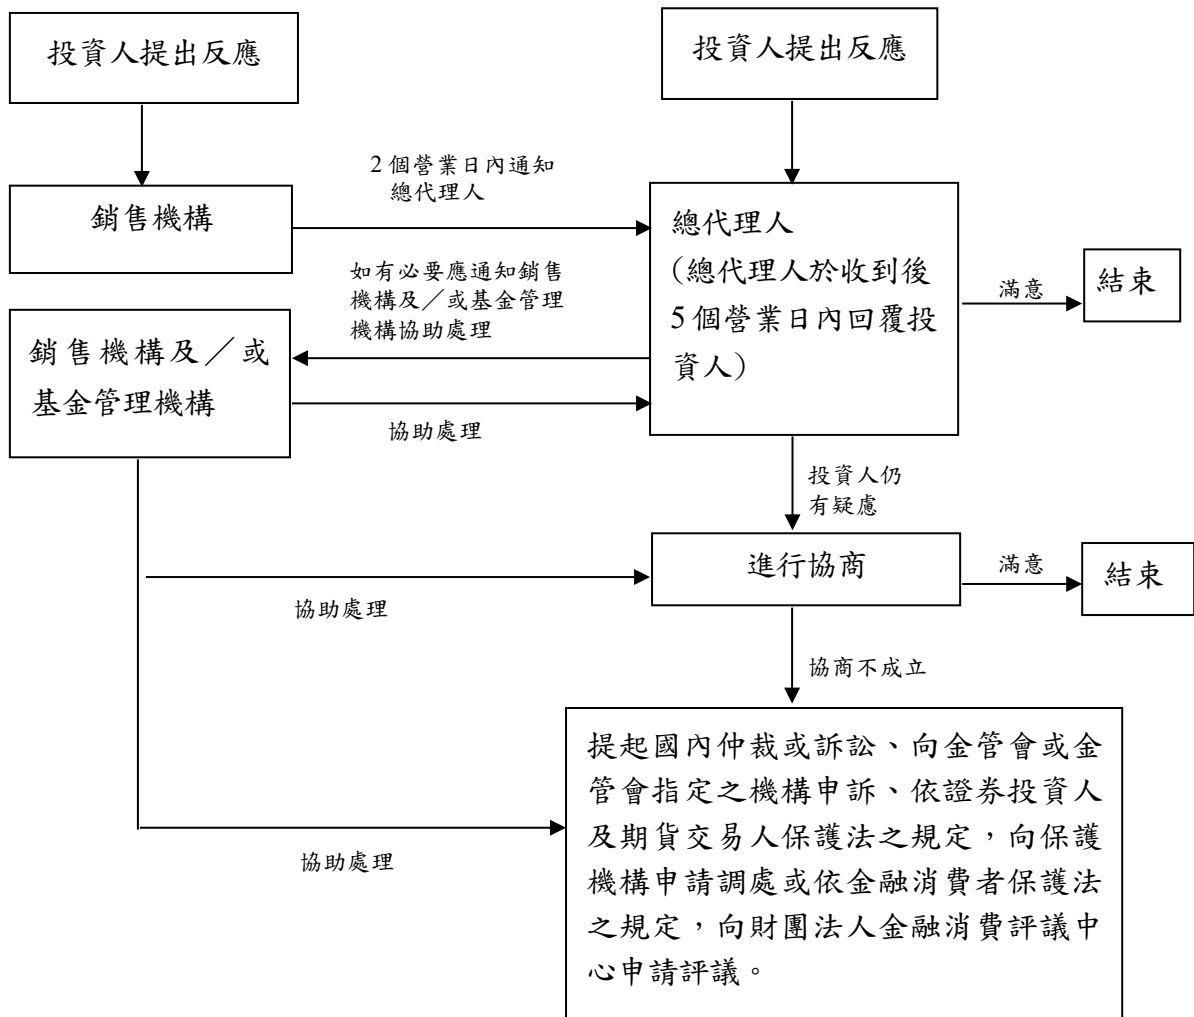 投資人提出反應
投資人提出反應
2 個營業日內通知
總代理人
銷售機構
總代理人
(總代理人於收到後
5 個營業日內回覆投
資人)
滿意
結束
如有必要應通知銷售
機構及／或基金管理
機構協助處理
銷售機構及／或
基金管理機構
協助處理
投資人仍
有疑慮
進行協商
滿意
結束
協助處理
協商不成立
提起國內仲裁或訴訟、向金管會或金
管會指定之機構申訴、依證券投資人
及期貨交易人保護法之規定，向保護
機構申請調處或依金融消費者保護法
之規定，向財團法人金融消費評議中
心申請評議。
協助處理